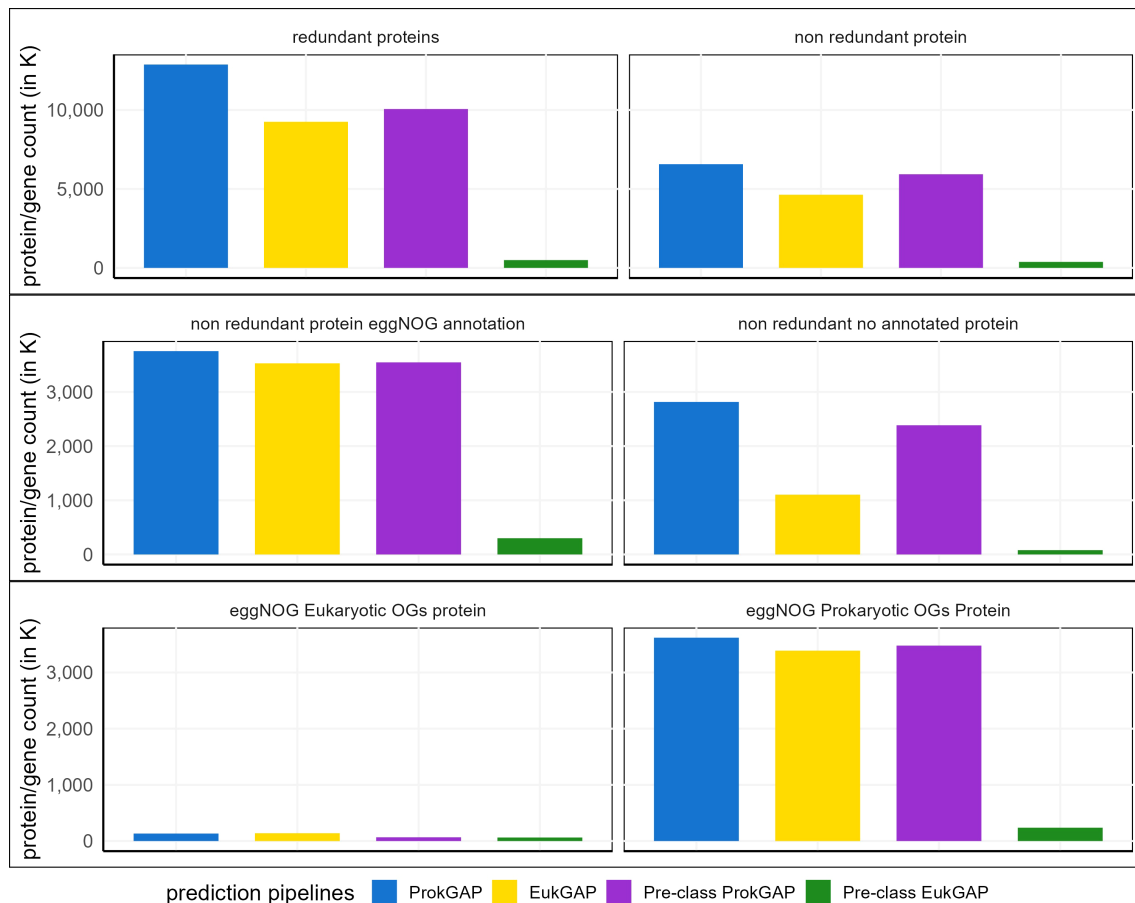 redundant proteins
non redundant protein
protein/gene count (in K)
10,000
5,000
0
non redundant protein eggNOG annotation
non redundant no annotated protein
protein/gene count (in K)
3,000
2,000
1,000
0
eggNOG Eukaryotic OGs protein
eggNOG Prokaryotic OGs Protein
protein/gene count (in K)
3,000
2,000
1,000
0
prediction pipelines ProkGAP EukGAP Pre-class ProkGAP Pre-class EukGAP